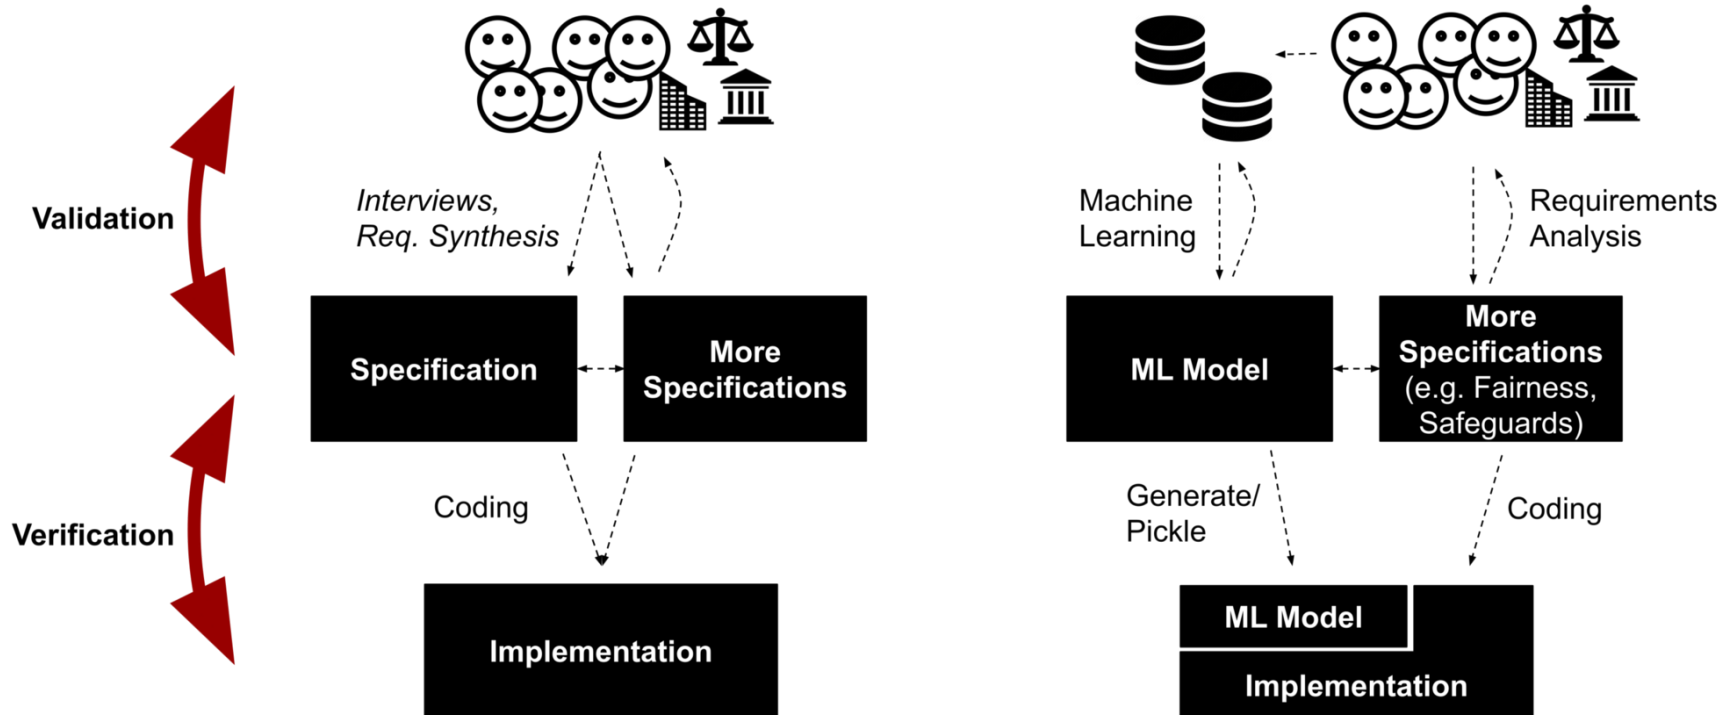 Validation
Interviews,
Req. Synthesis
Specification
More
Specifications
Verification
Coding
Implementation
Machine
Learning
Requirements
Analysis
ML Model
More
Specifications
(e.g. Fairness,
Safeguards)
Generate/
Pickle
Coding
ML Model
Implementation